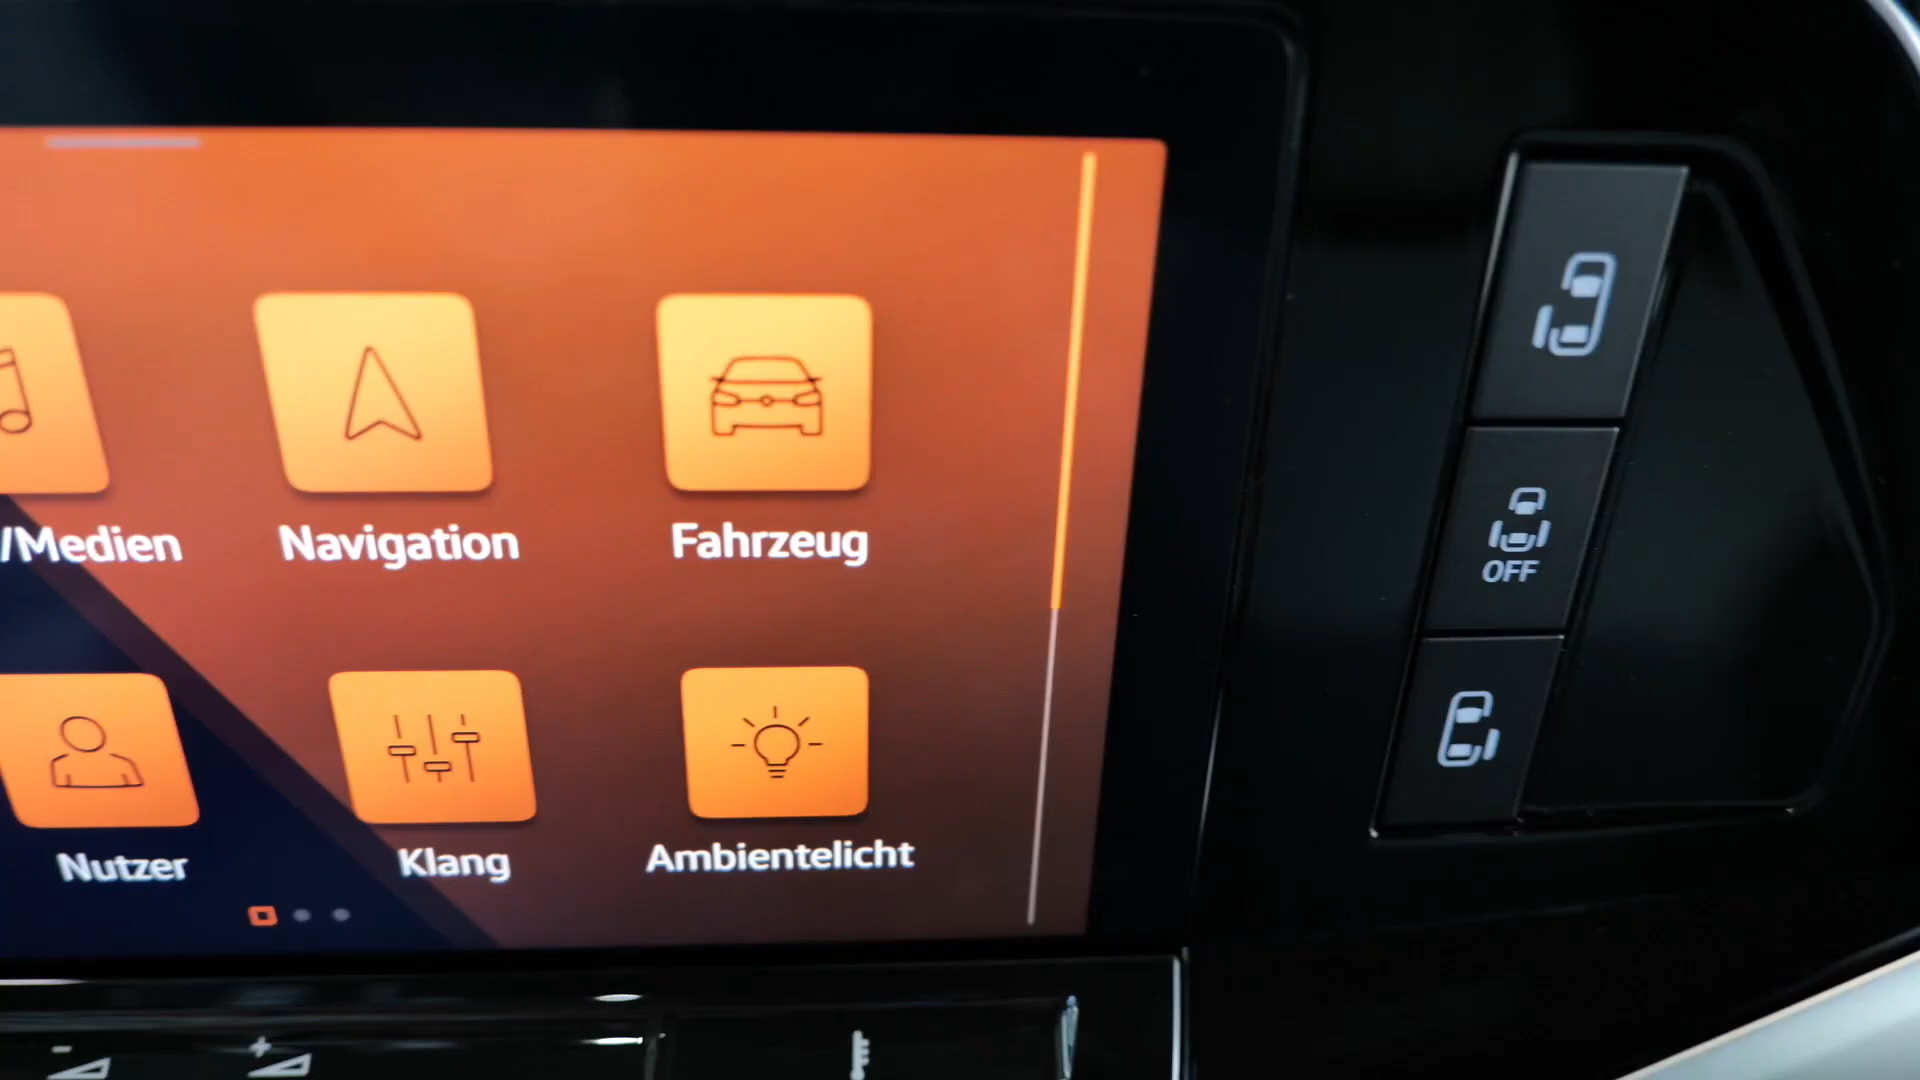 /Medien
Navigation
Fahrzeug
OFF
Nutzer
Klang
Ambientelicht
- +